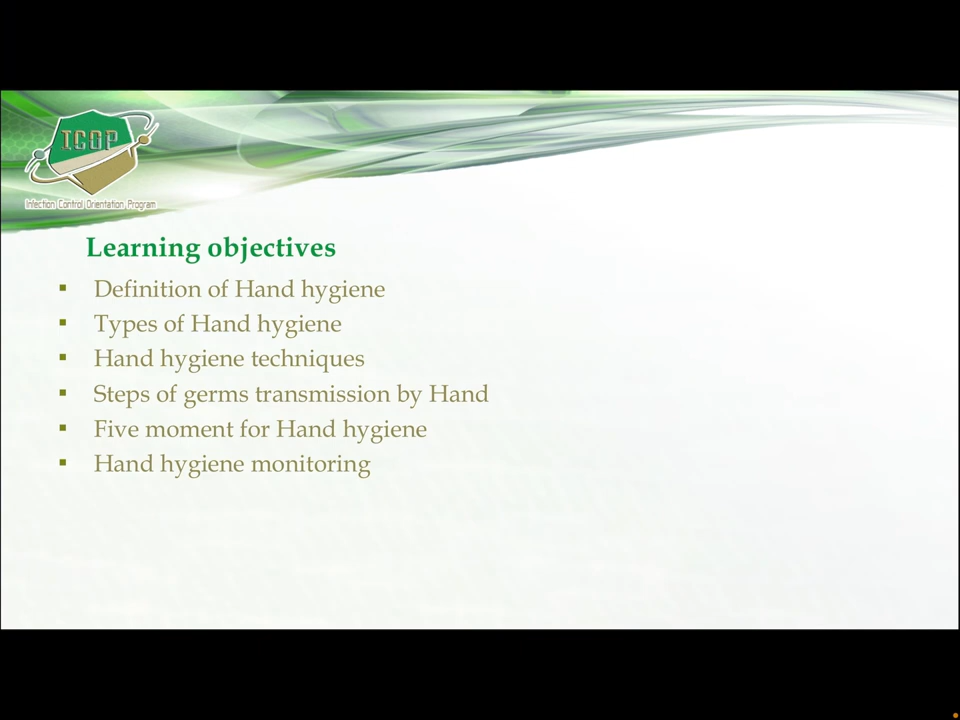 ICOP
Infection Control Orientation Program
Learning objectives
▪ Definition of Hand hygiene
▪ Types of Hand hygiene
▪ Hand hygiene techniques
▪ Steps of germs transmission by Hand
▪ Five moment for Hand hygiene
▪ Hand hygiene monitoring